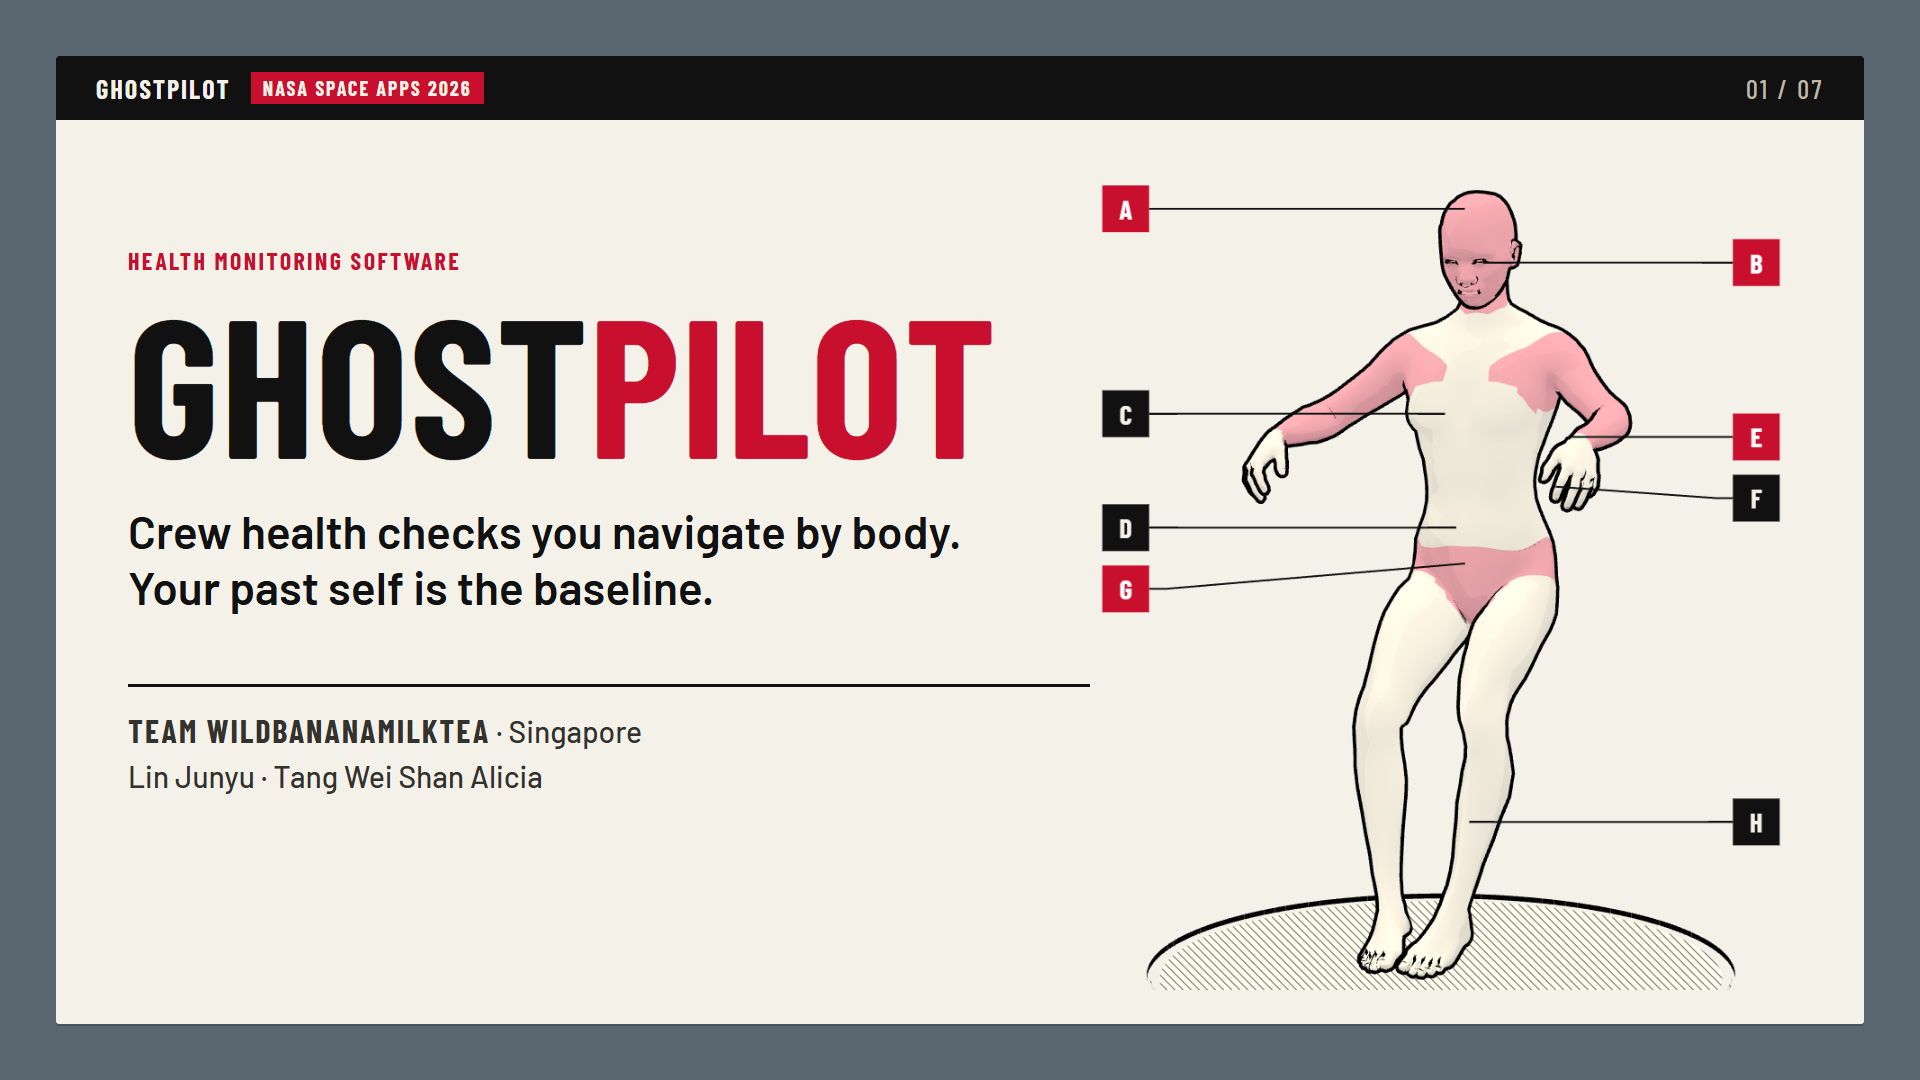 GHOSTPILOT NASA SPACE APPS 2026 01 / 07
HEALTH MONITORING SOFTWARE
GHOSTPILOT
Crew health checks you navigate by body.
Your past self is the baseline.
TEAM WILDBANANAMILKTEA · Singapore
Lin Junyu · Tang Wei Shan Alicia
A
B
C
E
F
D
G
H